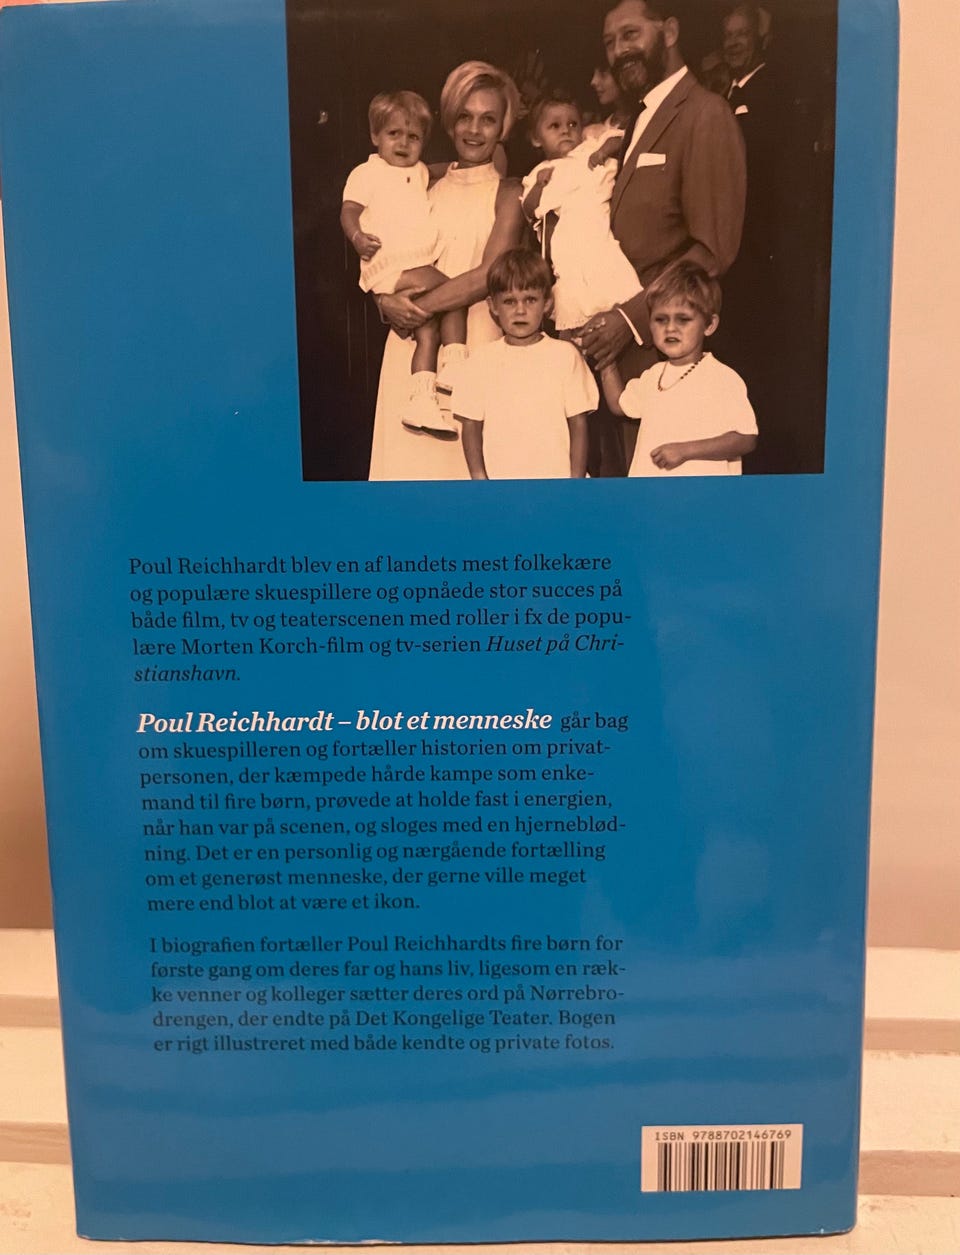 Poul Reichhardt blev en af landets mest folkekære
og populære skuespillere og opnåede stor succes på
både film, tv og teaterscenen med roller i fx de popu-
lære Morten Korch-film og tv-serien Huset på Chri-
stianshavn.
Poul Reichhardt – blot et menneske går bag
om skuespilleren og fortæller historien om privat-
personen, der kæmpede hårde kampe som enke-
mand til fire børn, prøvede at holde fast i energien,
når han var på scenen, og sloges med en hjerneblød-
ning. Det er en personlig og nærgående fortælling
om et generøst menneske, der gerne ville meget
mere end blot at være et ikon.
I biografien fortæller Poul Reichhardts fire børn for
første gang om deres far og hans liv, ligesom en ræk-
ke venner og kolleger sætter deres ord på Nørrebro-
drengen, der endte på Det Kongelige Teater. Bogen
er rigt illustreret med både kendte og private fotos.
ISBN 9788702146769